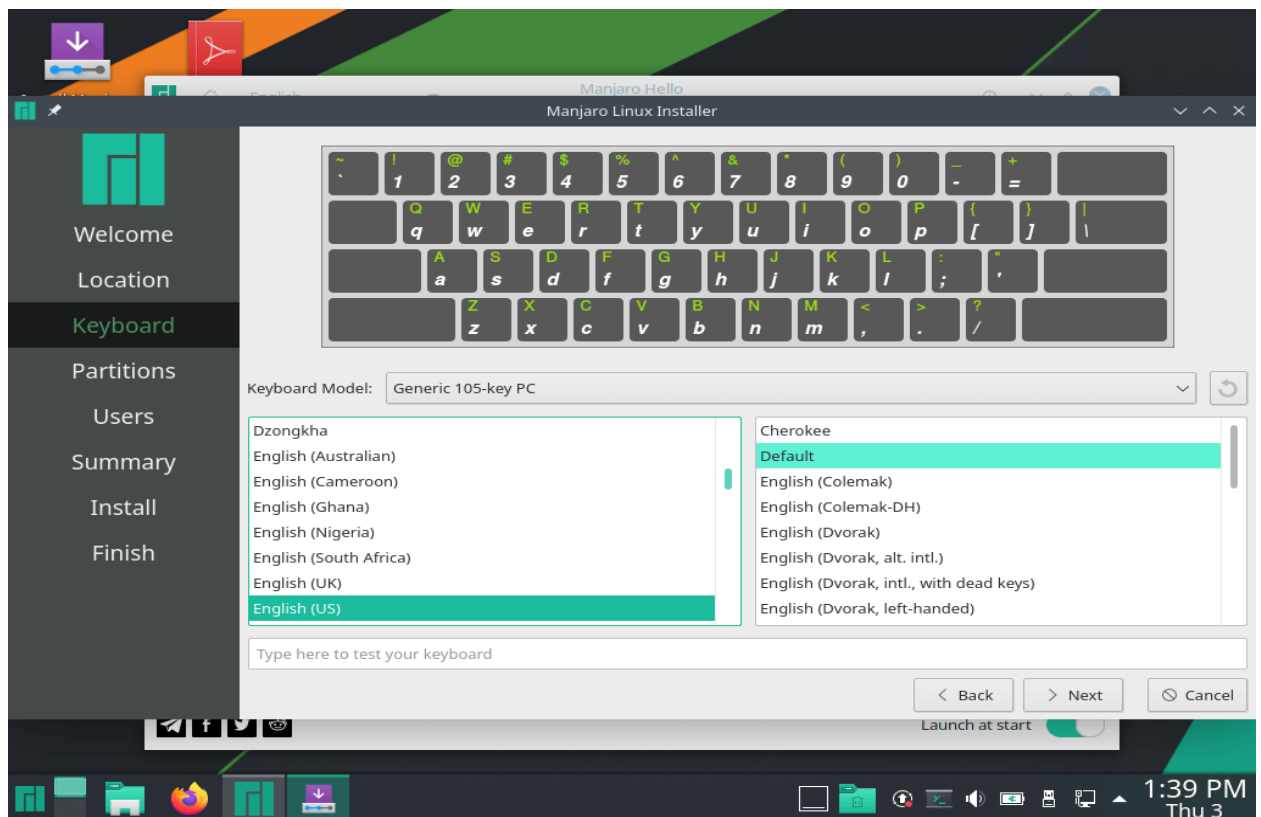 Manjaro Hello
English
Manjaro Linux Installer
~ ! @ # $ % ^ & * ( ) _ +
` 1 2 3 4 5 6 7 8 9 0 - =
Q W E R T Y U I O P { } |
q w e r t y u i o p [ ] \
A S D F G H J K L : "
a s d f g h j k l ; '
Z X C V B N M < > ?
z x c v b n m , . /
Welcome
Location
Keyboard
Partitions
Users
Summary
Install
Finish
Keyboard Model: Generic 105-key PC
Dzongkha
English (Australian)
English (Cameroon)
English (Ghana)
English (Nigeria)
English (South Africa)
English (UK)
English (US)
Cherokee
Default
English (Colemak)
English (Colemak-DH)
English (Dvorak)
English (Dvorak, alt. intl.)
English (Dvorak, intl., with dead keys)
English (Dvorak, left-handed)
Type here to test your keyboard
< Back
> Next
Cancel
Launch at start
1:39 PM
Thu 3